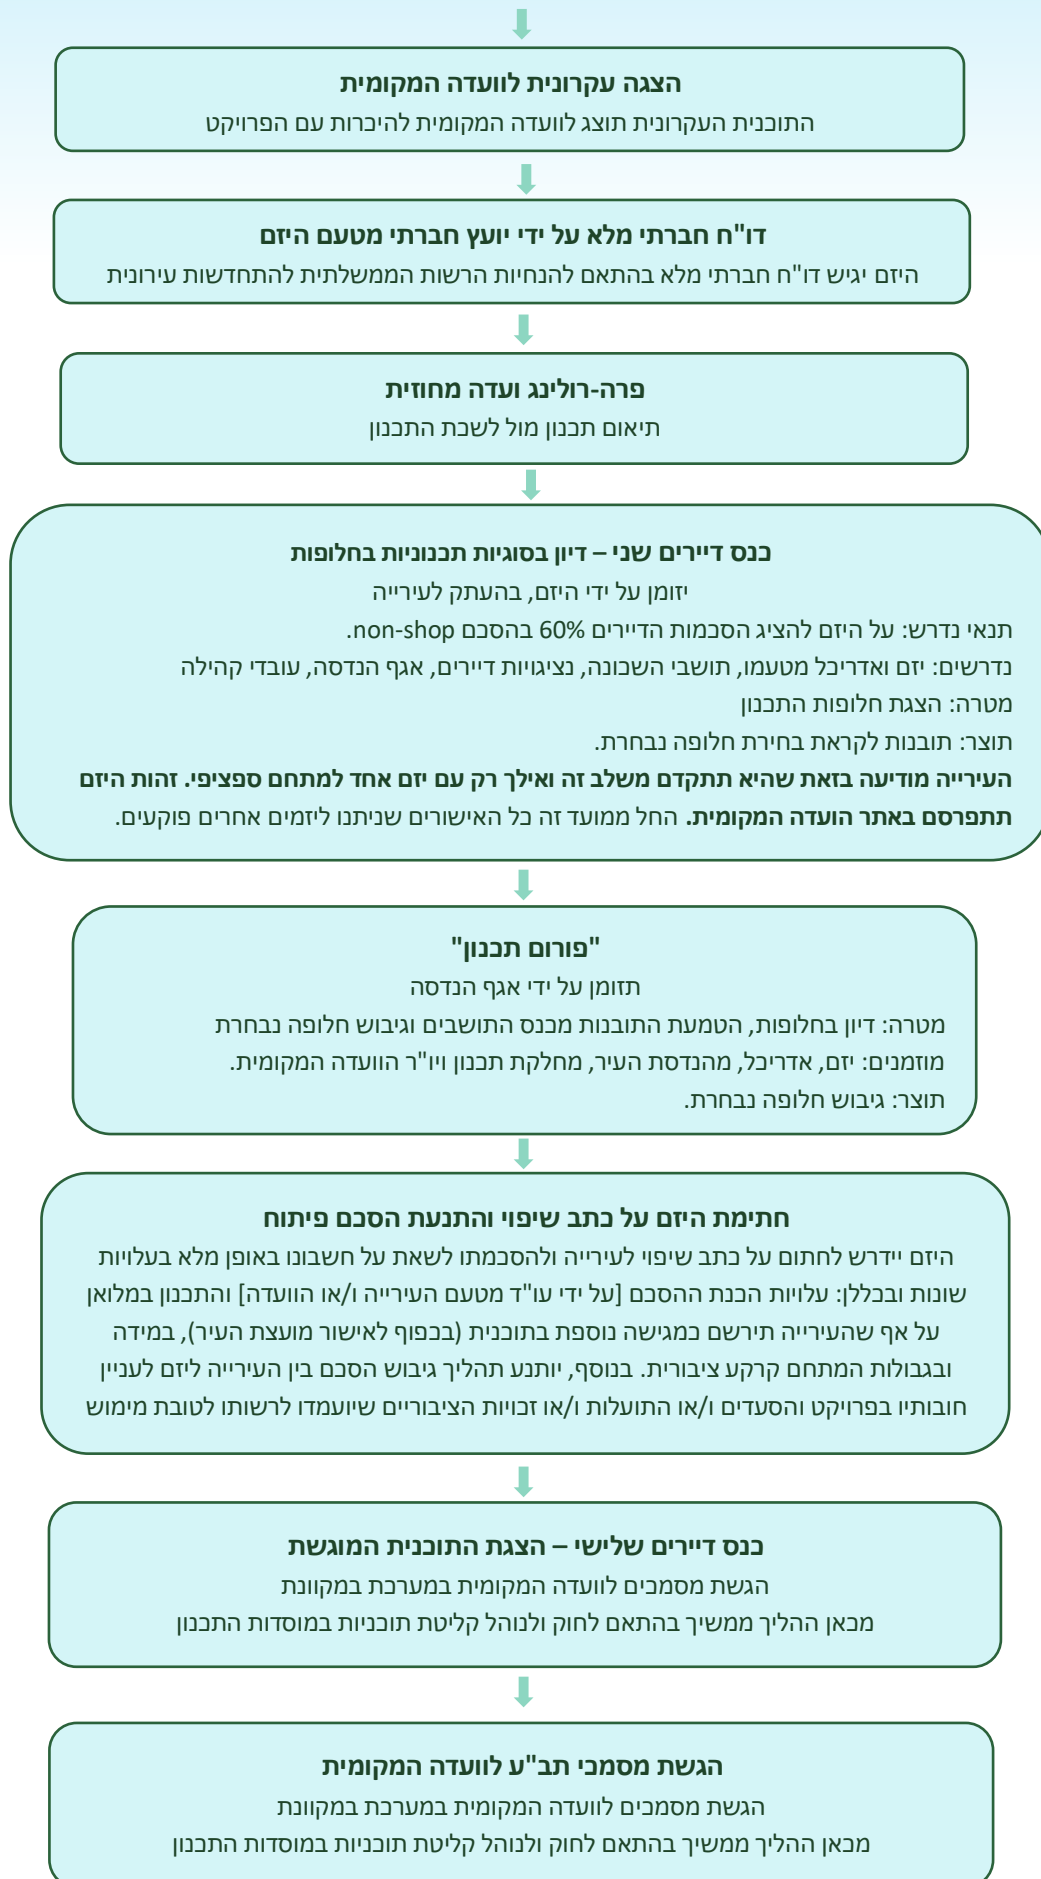 הצגה עקרונית לוועדה המקומית
התוכנית העקרונית תוצג לוועדה המקומית להיכרות עם הפרויקט
דו"ח חברתי מלא על ידי יועץ חברתי מטעם היזם
היזם יגיש דו"ח חברתי מלא בהתאם להנחיות הרשות הממשלתית להתחדשות עירונית
פרה-רולינג ועדה מחוזית
תיאום תכנון מול לשכת התכנון
כנס דיירים שני – דיון בסוגיות תכנוניות בחלופות
יזומן על ידי היזם, בהעתק לעירייה
תנאי נדרש: על היזם להציג הסכמות הדיירים 60% בהסכם non-shop.
נדרשים: יזם ואדריכל מטעמו, תושבי השכונה, נציגויות דיירים, אגף הנדסה, עובדי קהילה
מטרה: הצגת חלופות התכנון
תוצר: תובנות לקראת בחירת חלופה נבחרת.
העירייה מודיעה בזאת שהיא תתקדם משלב זה ואילך רק עם יזם אחד למתחם ספציפי. זהות היזם
תתפרסם באתר הועדה המקומית. החל ממועד זה כל האישורים שניתנו ליזמים אחרים פוקעים.
"פורום תכנון"
תזומן על ידי אגף הנדסה
מטרה: דיון בחלופות, הטמעת התובנות מכנס התושבים וגיבוש חלופה נבחרת
מוזמנים: יזם, אדריכל, מהנדסת העיר, מחלקת תכנון ויו"ר הוועדה המקומית.
תוצר: גיבוש חלופה נבחרת.
חתימת היזם על כתב שיפוי והתנעת הסכם פיתוח
היזם יידרש לחתום על כתב שיפוי לעירייה ולהסכמתו לשאת על חשבונו באופן מלא בעלויות
שונות ובכללן: עלויות הכנת ההסכם [על ידי עו"ד מטעם העירייה ו/או הוועדה] והתכנון במלואן
על אף שהעירייה תירשם כמגישה נוספת בתוכנית (בכפוף לאישור מועצת העיר), במידה
ובגבולות המתחם קרקע ציבורית. בנוסף, יותנע תהליך גיבוש הסכם בין העירייה ליזם לעניין
חובותיו בפרויקט והסעדים ו/או התועלות ו/או זכויות הציבוריים שיועמדו לרשותו לטובת מימוש
כנס דיירים שלישי – הצגת התוכנית המוגשת
הגשת מסמכים לוועדה המקומית במערכת במקוונת
מכאן ההליך ממשיך בהתאם לחוק ולנוהל קליטת תוכניות במוסדות התכנון
הגשת מסמכי תב"ע לוועדה המקומית
הגשת מסמכים לוועדה המקומית במערכת במקוונת
מכאן ההליך ממשיך בהתאם לחוק ולנוהל קליטת תוכניות במוסדות התכנון